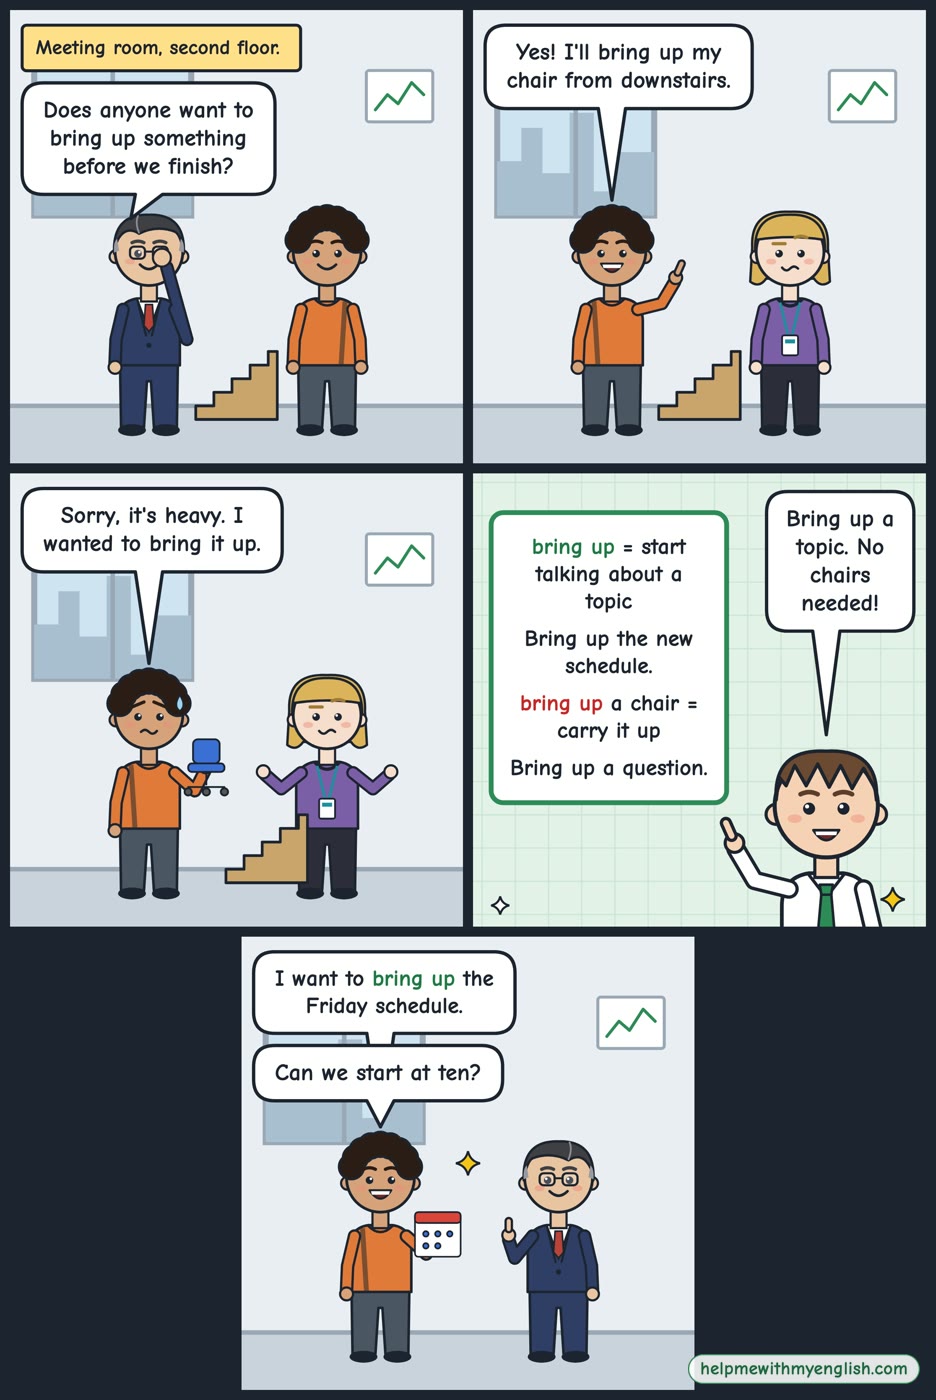 Meeting room, second floor.
Does anyone want to
bring up something
before we finish?
Yes! I'll bring up my
chair from downstairs.
Sorry, it's heavy. I
wanted to bring it up.
bring up = start
talking about a
topic
Bring up the new
schedule.
bring up a chair =
carry it up
Bring up a question.
Bring up a
topic. No
chairs
needed!
I want to bring up the
Friday schedule.
Can we start at ten?
helpmewithmyenglish.com